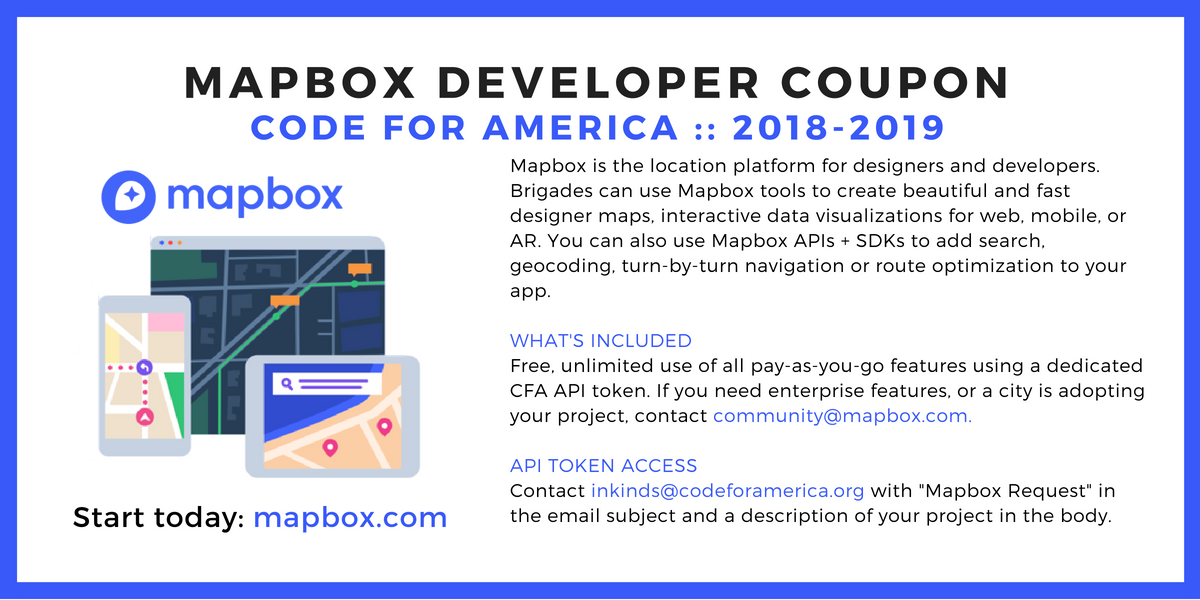 MAPBOX DEVELOPER COUPON
CODE FOR AMERICA :: 2018-2019
mapbox
Start today: mapbox.com
Mapbox is the location platform for designers and developers.
Brigades can use Mapbox tools to create beautiful and fast
designer maps, interactive data visualizations for web, mobile, or
AR. You can also use Mapbox APIs + SDKs to add search,
geocoding, turn-by-turn navigation or route optimization to your
app.
WHAT'S INCLUDED
Free, unlimited use of all pay-as-you-go features using a dedicated
CFA API token. If you need enterprise features, or a city is adopting
your project, contact community@mapbox.com.
API TOKEN ACCESS
Contact inkinds@codeforamerica.org with "Mapbox Request" in
the email subject and a description of your project in the body.